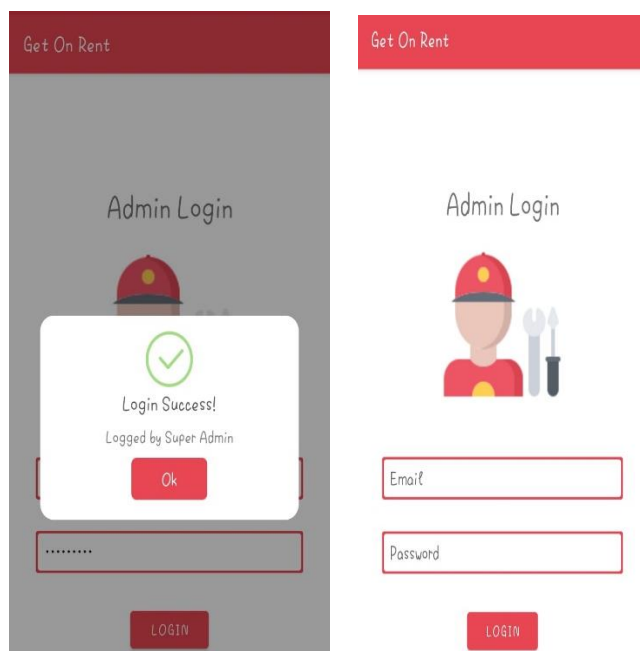 Get On Rent
Admin Login
Login Success!
Logged by Super Admin
Ok
.........
LOGIN
Get On Rent
Admin Login
Email
Password
LOGIN